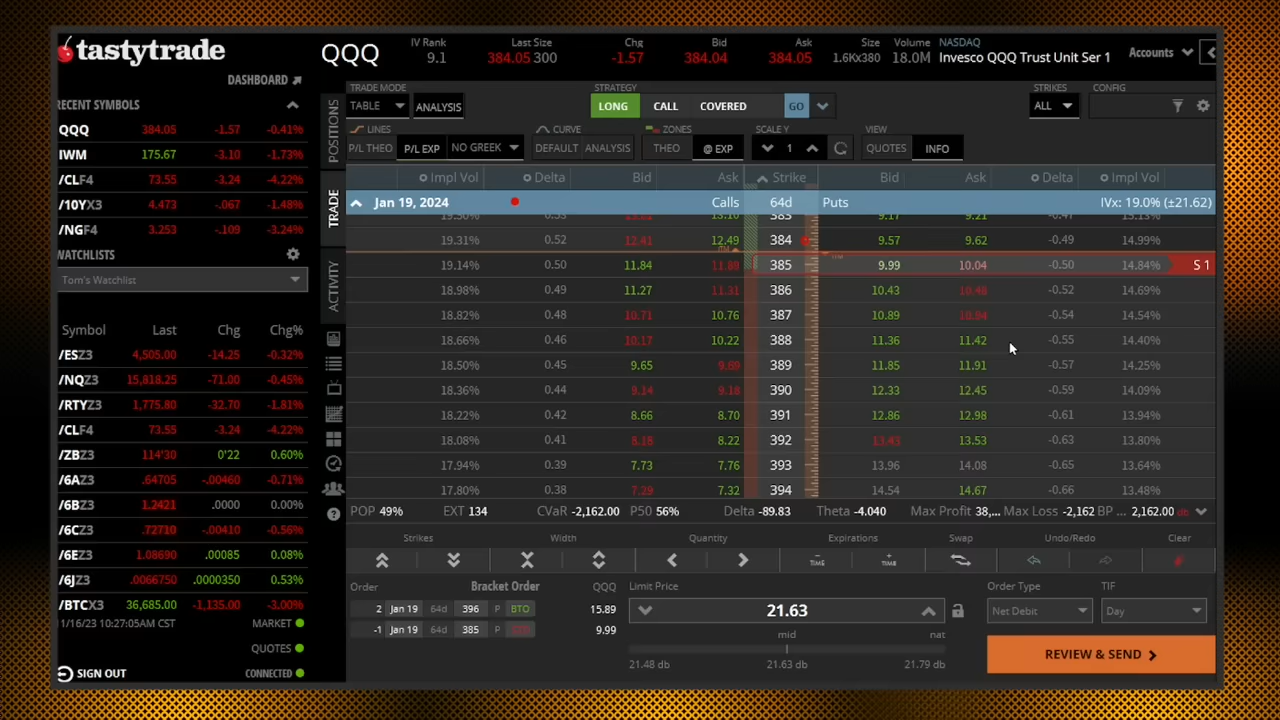 tastytrade
DASHBOARD
RECENT SYMBOLS
QQQ 384.05 -1.57 -0.41%
IWM 175.67 -3.10 -1.73%
/CLF4 73.55 -3.24 -4.22%
/10YX3 4.473 -.067 -1.48%
/NGF4 3.253 -.109 -3.24%
WATCHLISTS
Tom's Watchlist
Symbol Last Chg Chg%
/ESZ3 4,505.00 -14.25 -0.32%
/NQZ3 15,818.25 -71.00 -0.45%
/RTYZ3 1,775.80 -32.70 -1.81%
/CLF4 73.55 -3.24 -4.22%
/ZBZ3 114'30 0'22 0.60%
/6AZ3 .64705 -.00460 -0.71%
/6BZ3 1.2421 .0000 0.00%
/6CZ3 .72710 -.00410 -0.56%
/6EZ3 1.08690 .00085 0.08%
/6JZ3 .0066750 .0000350 0.53%
/BTCX3 36,685.00 -1,135.00 -3.00%
11/16/23 10:27:05AM CST MARKET
QUOTES
SIGN OUT CONNECTED
POSITIONS
TRADE
ACTIVITY
QQQ
IV Rank Last Size Chg Bid Ask Size Volume NASDAQ
9.1 384.05 300 -1.57 384.04 384.05 1.6Kx380 18.0M Invesco QQQ Trust Unit Ser 1
Accounts
TRADE MODE STRATEGY STRIKES CONFIG
TABLE ANALYSIS LONG CALL COVERED GO ALL
LINES CURVE ZONES SCALE Y VIEW
P/L THEO P/L EXP NO GREEK DEFAULT ANALYSIS THEO @ EXP 1 QUOTES INFO
Impl Vol Delta Bid Ask Strike Bid Ask Delta Impl Vol
Jan 19, 2024 Calls 64d Puts IVx: 19.0% (±21.62)
19.31% 0.52 12.41 12.49 384 9.57 9.62 -0.49 14.99%
19.14% 0.50 11.84 11.89 385 9.99 10.04 -0.50 14.84% S 1
18.98% 0.49 11.27 11.31 386 10.43 10.48 -0.52 14.69%
18.82% 0.48 10.71 10.76 387 10.89 10.94 -0.54 14.54%
18.66% 0.46 10.17 10.22 388 11.36 11.42 -0.55 14.40%
18.50% 0.45 9.65 9.69 389 11.85 11.91 -0.57 14.25%
18.36% 0.44 9.14 9.18 390 12.33 12.45 -0.59 14.09%
18.22% 0.42 8.66 8.70 391 12.86 12.98 -0.61 13.94%
18.08% 0.41 8.18 8.22 392 13.43 13.53 -0.63 13.80%
17.94% 0.39 7.73 7.76 393 13.96 14.08 -0.65 13.64%
17.80% 0.38 7.29 7.32 394 14.54 14.67 -0.66 13.48%
POP 49% EXT 134 CVaR -2,162.00 P50 56% Delta -89.83 Theta -4.040 Max Profit 38,... Max Loss -2,162 BP ... 2,162.00 db
Strikes Width Quantity Expirations Swap Undo/Redo Clear
TIME TIME
Order Bracket Order QQQ Limit Price Order Type TIF
2 Jan 19 64d 396 P BTO 15.89 21.63 Net Debit Day
-1 Jan 19 64d 385 P 9.99
mid nat
21.48 db 21.63 db 21.79 db
REVIEW & SEND